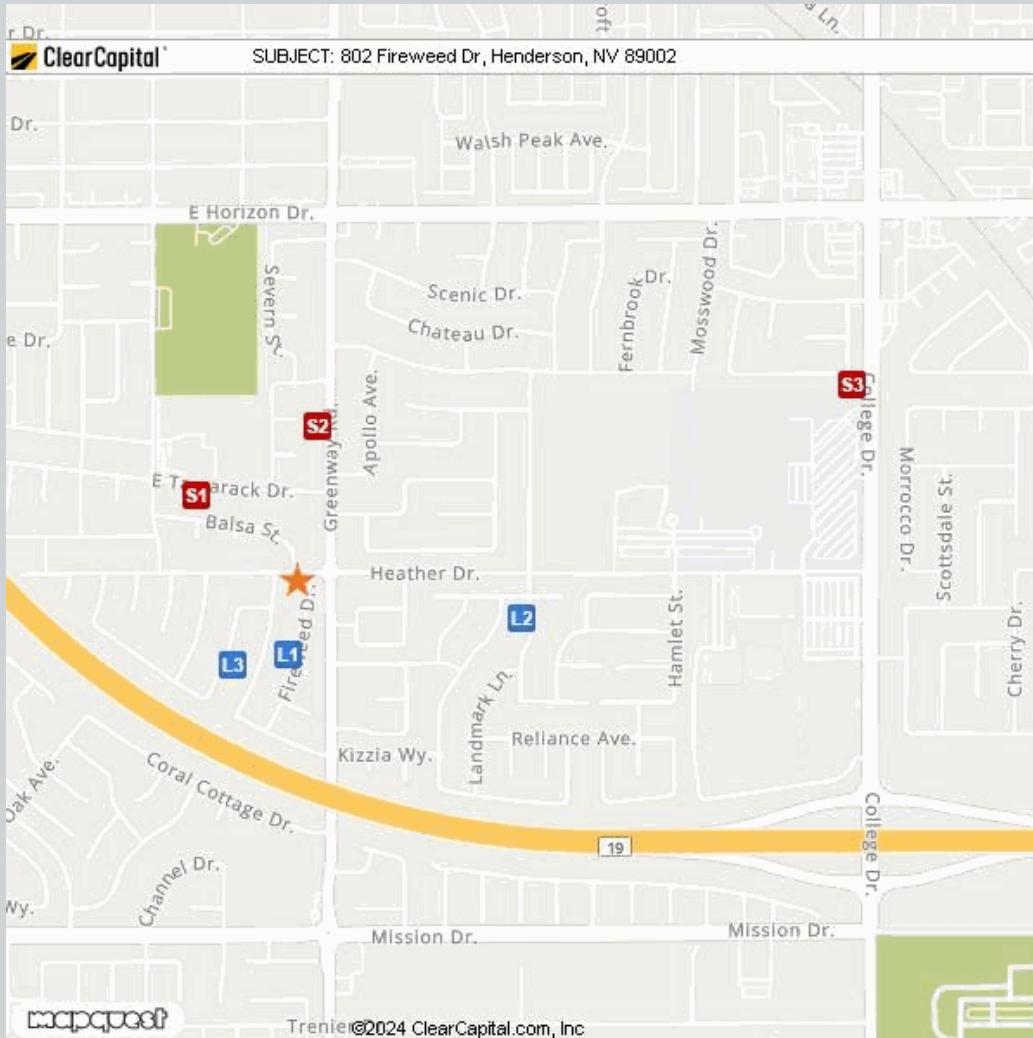 r Dr.
Ln.
ClearCapital
SUBJECT: 802 Fireweed Dr, Henderson, NV 89002
Dr.
Walsh Peak Ave.
E Horizon Dr.
Severn St.
Scenic Dr.
Fernbrook Dr.
Mosswood Dr.
Chateau Dr.
e Dr.
S3
College Dr.
Apollo Ave.
S2
Greenway Rd.
E Tamarack Dr.
S1
Balsa St.
Morrocco Dr.
Scottsdale St.
Heather Dr.
Fireweed Dr.
L2
L1
L3
Hamlet St.
Cherry Dr.
Landmark Ln
Reliance Ave.
Kizzia Wy.
Coral Cottage Dr.
Oak Ave.
College Dr.
19
Channel Dr.
Wy.
Mission Dr.
Mission Dr.
mapquest
©2024 ClearCapital.com, Inc